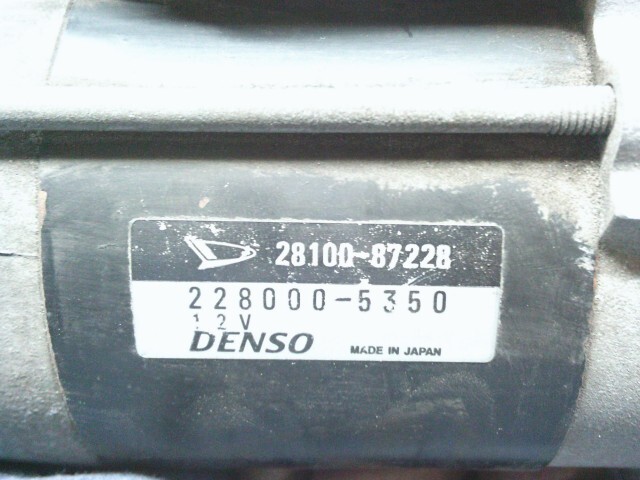 28100-87228
228000-5350
12V
DENSO MADE IN JAPAN